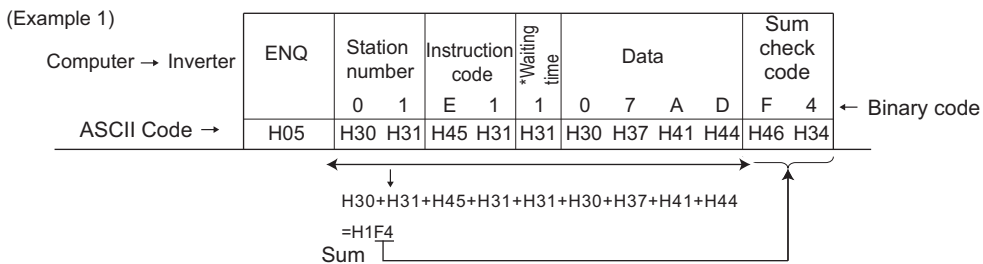 (Example 1)
Computer → Inverter
ENQ
Station number
Instruction code
*Waiting time
Data
Sum check code
0 1 E 1 1 0 7 A D F 4 ← Binary code
ASCII Code → H05 H30 H31 H45 H31 H31 H30 H37 H41 H44 H46 H34
H30+H31+H45+H31+H31+H30+H37+H41+H44
=H1F4
Sum